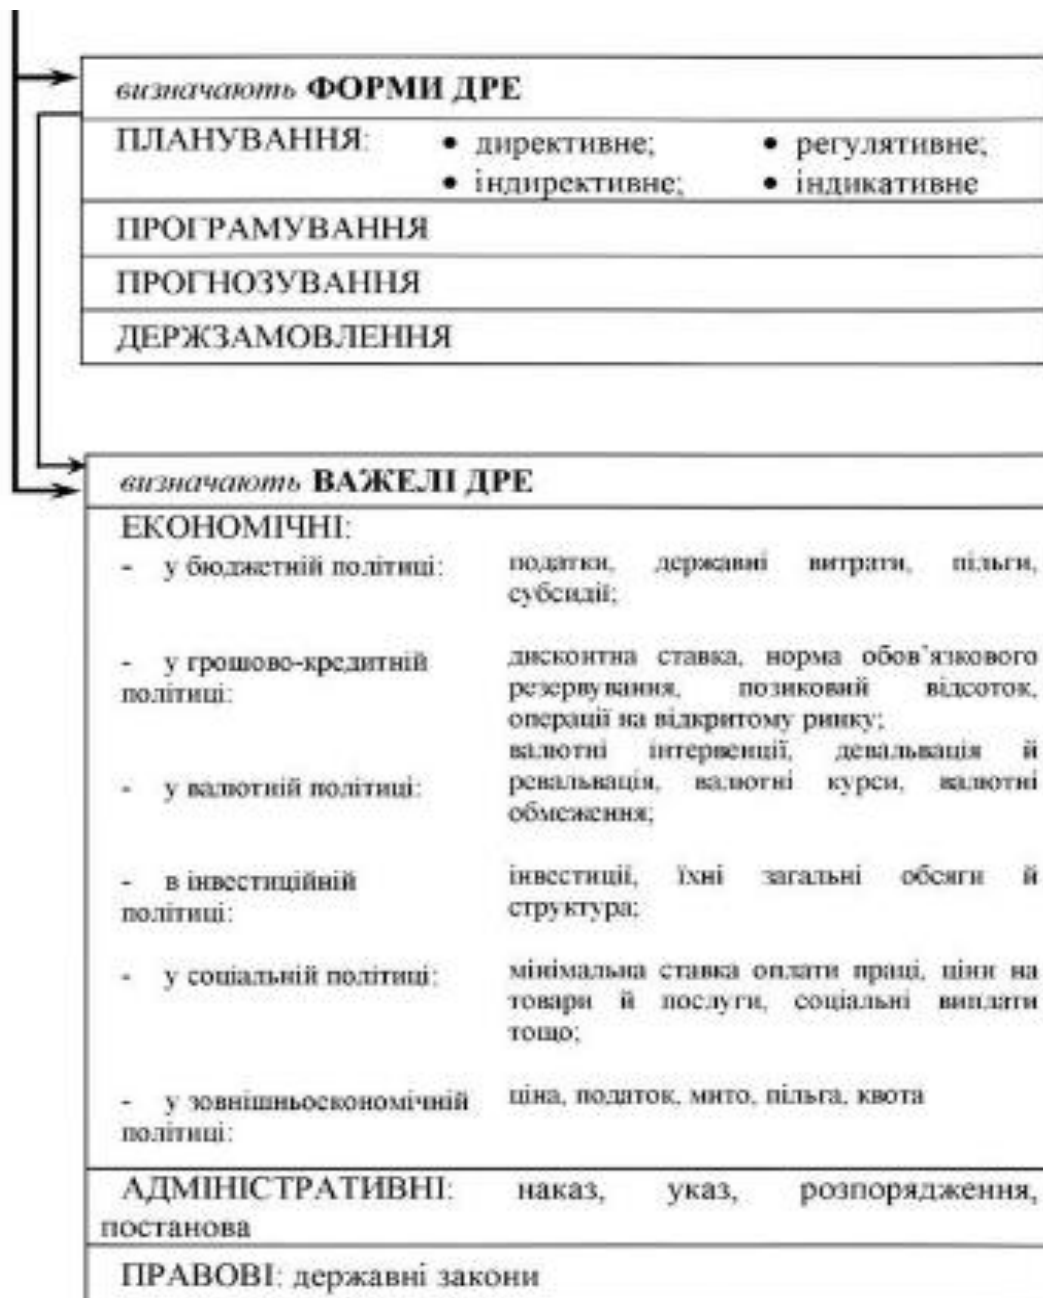 визначають ФОРМИ ДРЕ
ПЛАНУВАННЯ: • директивне; • регулятивне;
• індирективне; • індикативне
ПРОГРАМУВАННЯ
ПРОГНОЗУВАННЯ
ДЕРЖЗАМОВЛЕННЯ
визначають ВАЖЕЛІ ДРЕ
ЕКОНОМІЧНІ:
- у бюджетній політиці: податки, державні витрати, пільги,
субсидії;
- у грошово-кредитній дисконтна ставка, норма обов’язкового
політиці: резервування, позиковий відсоток,
операції на відкритому ринку;
валютні інтервенції, девальвація й
- у валютній політиці: ревальвація, валютні курси, валютні
обмеження;
- в інвестиційній інвестиції, їхні загальні обсяги й
політиці: структура;
- у соціальній політиці: мінімальна ставка оплати праці, ціни на
товари й послуги, соціальні виплати
тощо;
- у зовнішньоекономічній ціна, податок, мито, пільга, квота
політиці:
АДМІНІСТРАТИВНІ: наказ, указ, розпорядження,
постанова
ПРАВОВІ: державні закони